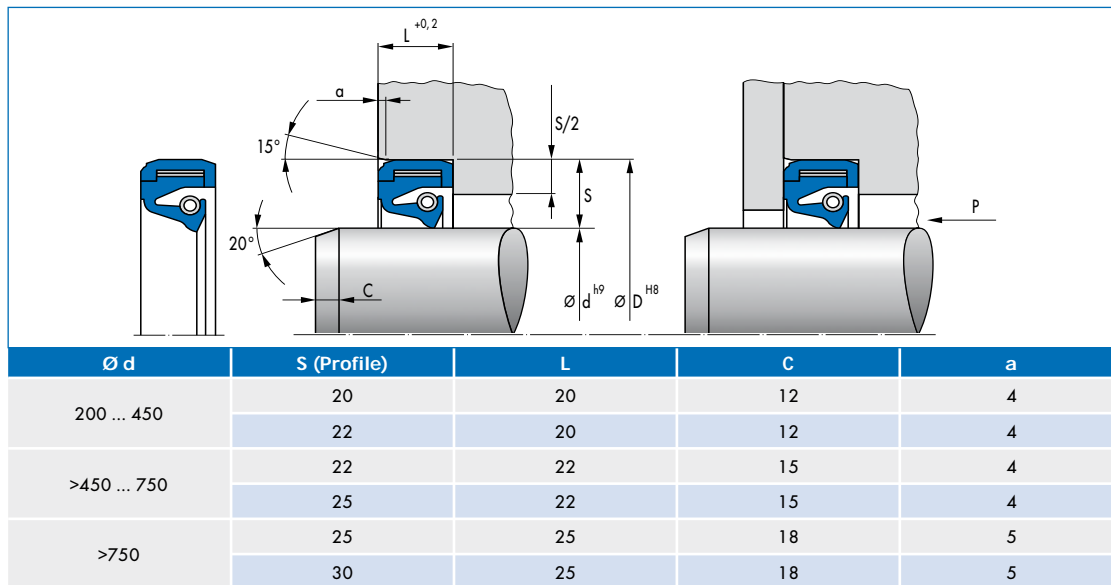 L +0,2
a
S/2
15°
S
P
20°
C
Ø d h9 Ø D H8
Ø d S (Profile) L C a
200 ... 450 20 20 12 4
22 20 12 4
>450 ... 750 22 22 15 4
25 22 15 4
>750 25 25 18 5
30 25 18 5